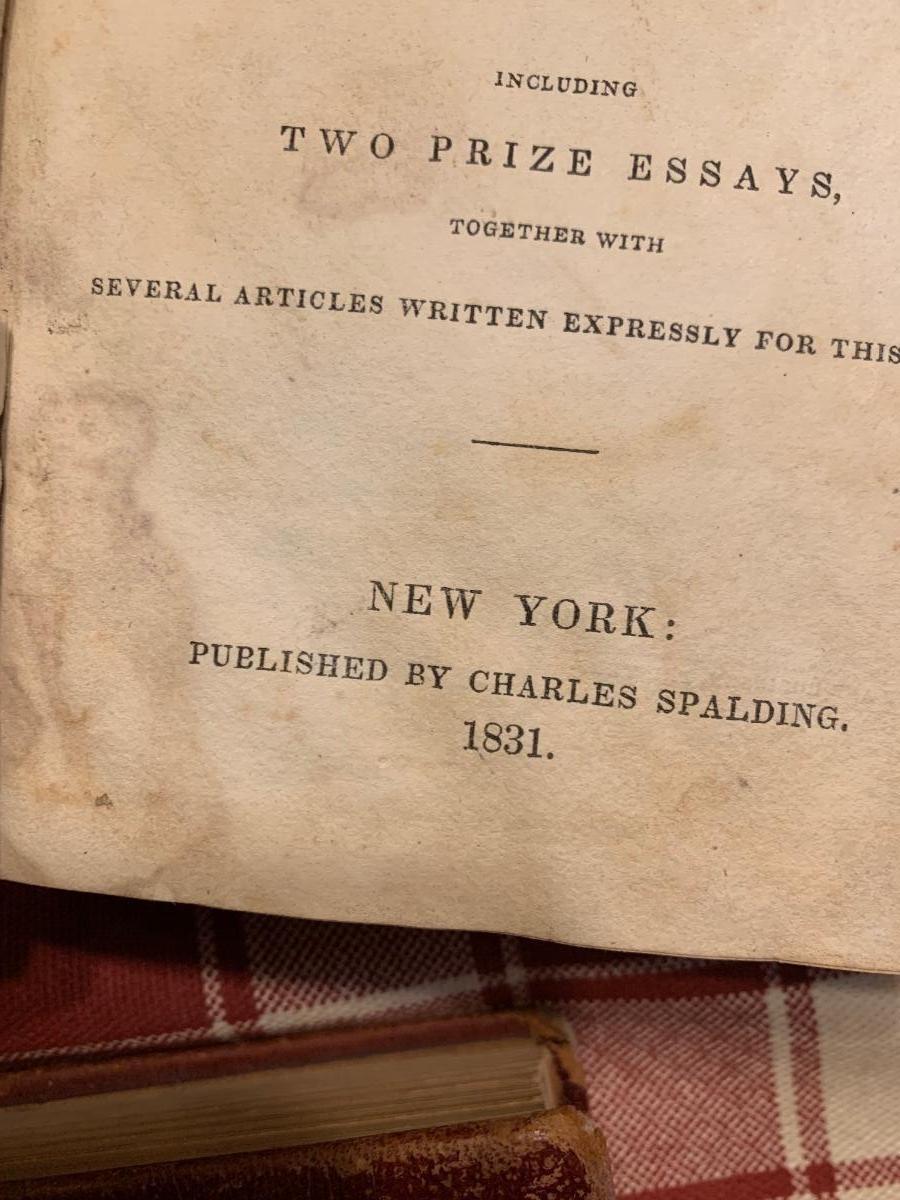 INCLUDING
TWO PRIZE ESSAYS,
TOGETHER WITH
SEVERAL ARTICLES WRITTEN EXPRESSLY FOR THIS
NEW YORK:
PUBLISHED BY CHARLES SPALDING.
1831.